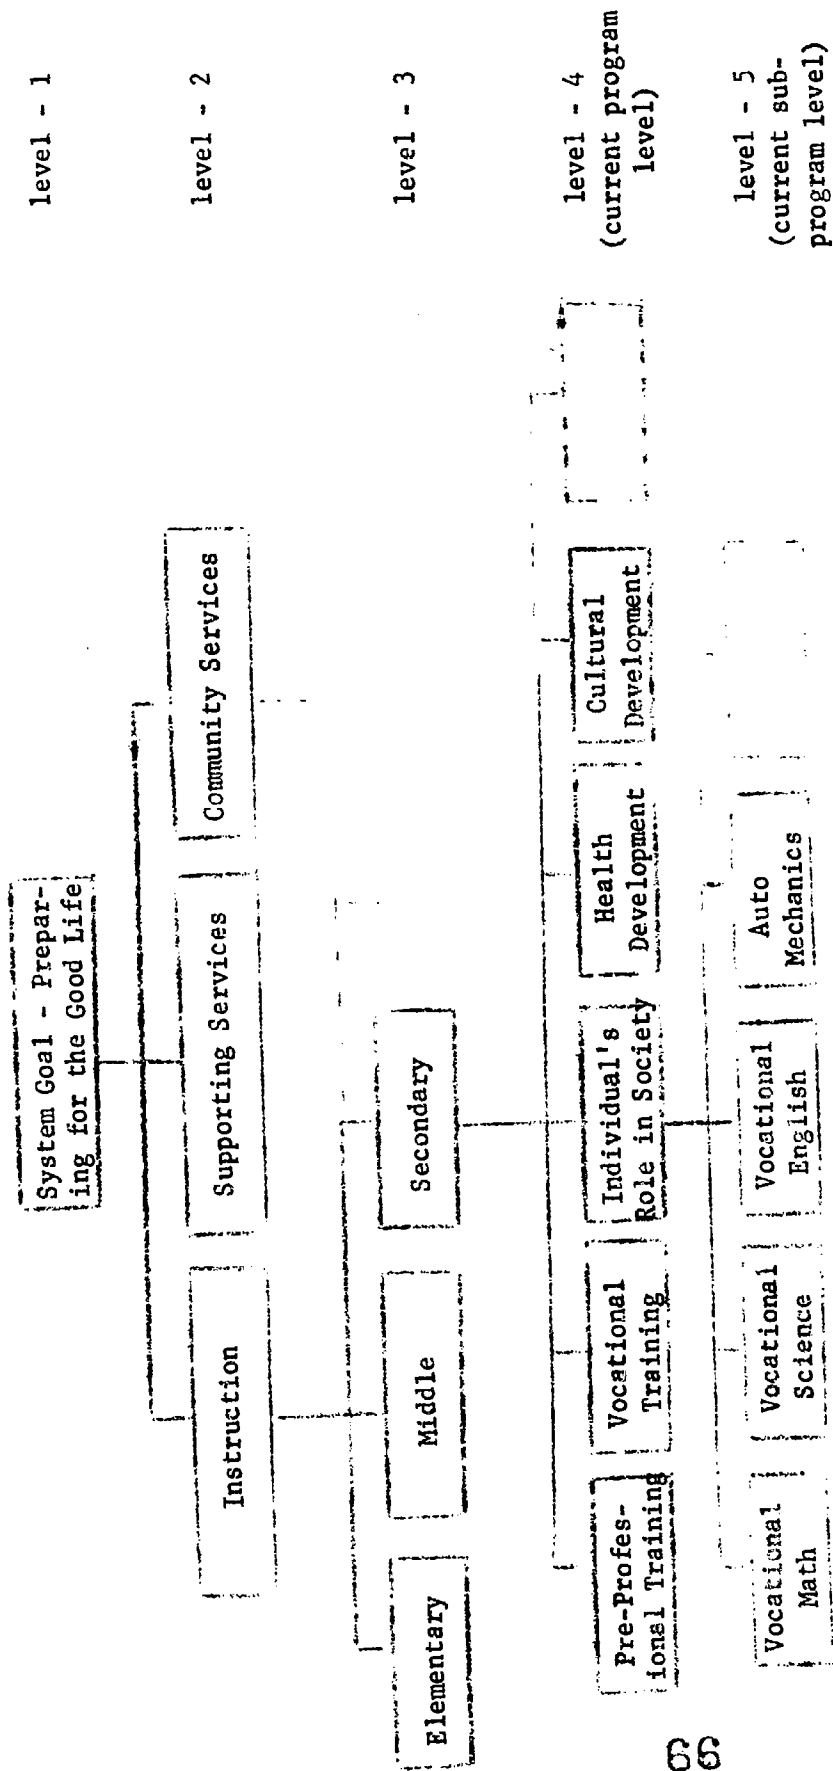 System Goal - Prepar-
ing for the Good Life
level - 1
Instruction
Supporting Services
Community Services
level - 2
Elementary
Middle
Secondary
level - 3
Pre-Profes-
ional Training
Vocational
Training
Individual's
Role in Society
Health
Development
Cultural
Development
level - 4
(current program
level)
Vocational
Math
Vocational
Science
Vocational
English
Auto
Mechanics
level - 5
(current sub-
program level)
99